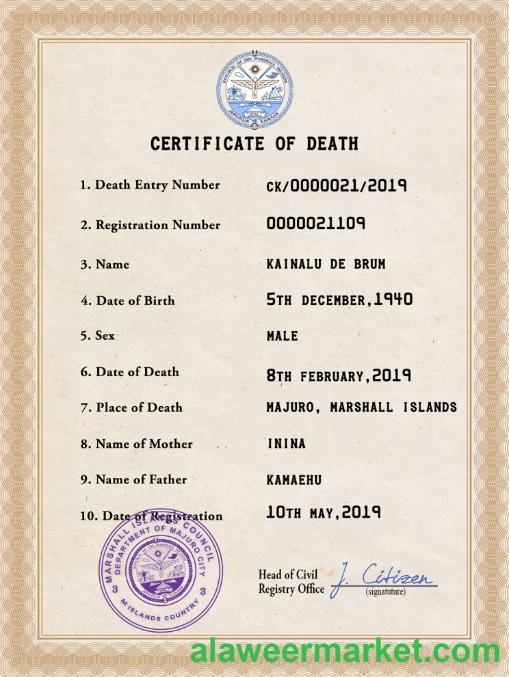 CERTIFICATE OF DEATH
1. Death Entry Number CK/0000021/2019
2. Registration Number 0000021109
3. Name KAINALU DE BRUM
4. Date of Birth 5TH DECEMBER,1940
5. Sex MALE
6. Date of Death 8TH FEBRUARY,2019
7. Place of Death MAJURO, MARSHALL ISLANDS
8. Name of Mother ININA
9. Name of Father KAMAEHU
10. Date of Registration 10TH MAY,2019
MARSHALL ISLANDS COUNCIL
DEPARTMENT OF MAJURO CITY
3 MISLANDS COUNTRY 3
Head of Civil
Registry Office J. Citizen
(signatuture)
alaweermarket.com